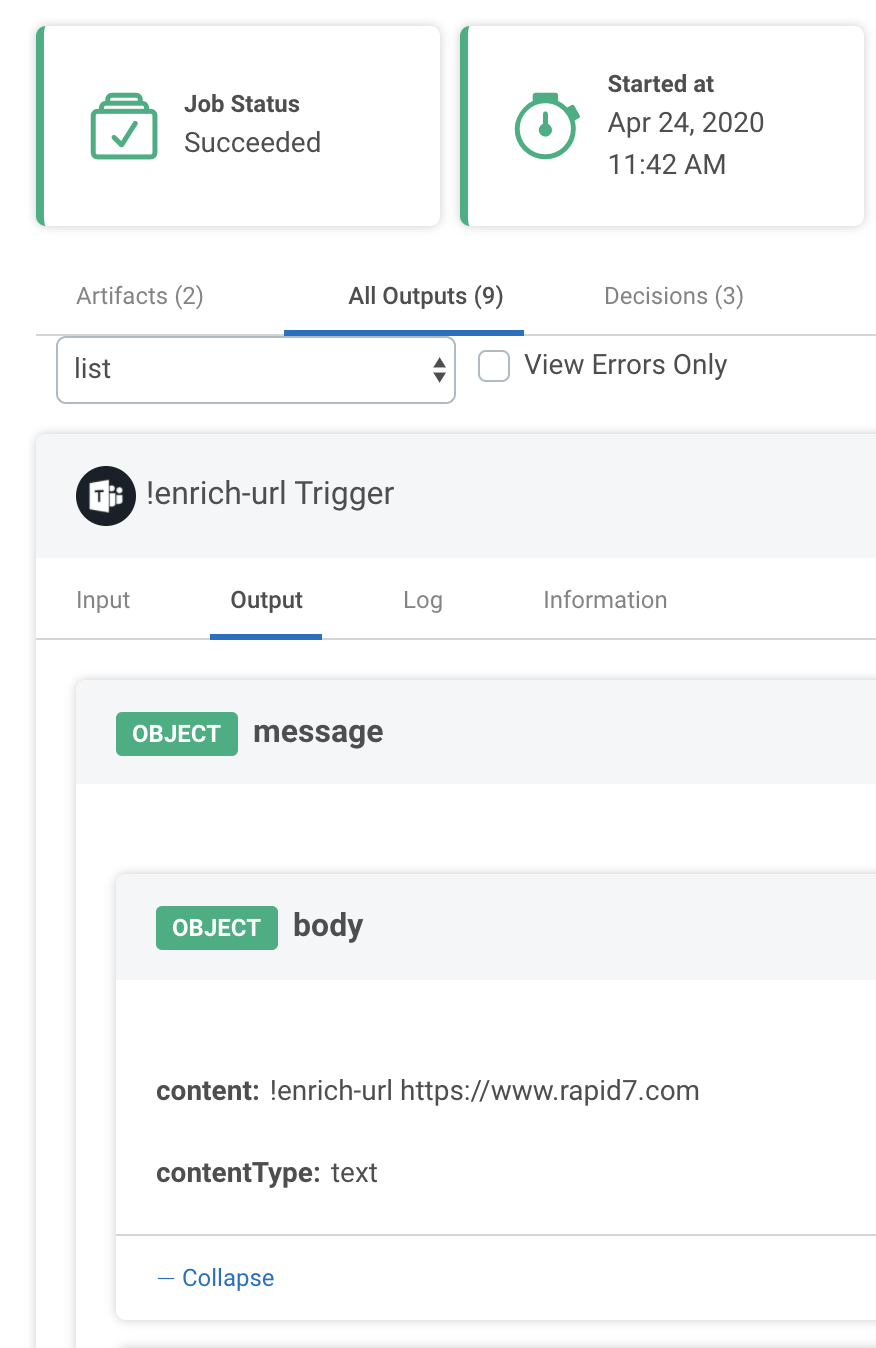 Job Status
Succeeded
Started at
Apr 24, 2020
11:42 AM
Artifacts (2)
All Outputs (9)
Decisions (3)
list
View Errors Only
T
!enrich-url Trigger
Input
Output
Log
Information
OBJECT message
OBJECT body
content: !enrich-url https://www.rapid7.com
contentType: text
— Collapse